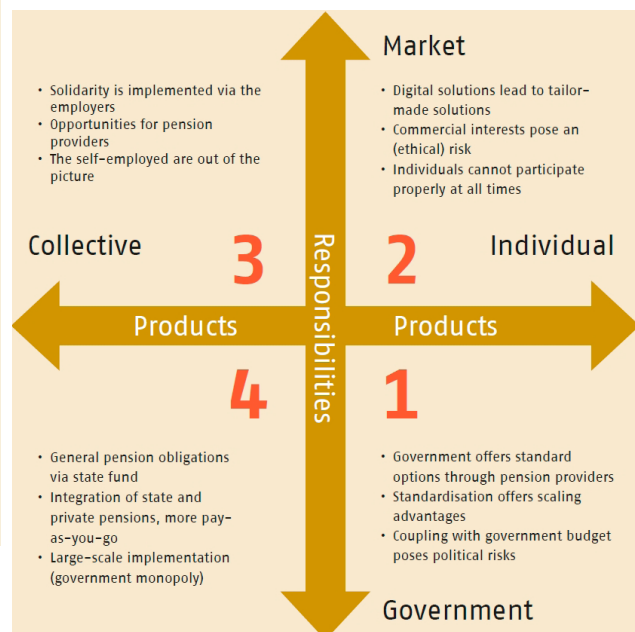 Market
• Solidarity is implemented via the
employers
• Opportunities for pension
providers
• The self-employed are out of the
picture
• Digital solutions lead to tailor-
made solutions
• Commercial interests pose an
(ethical) risk
• Individuals cannot participate
properly at all times
Collective
3
Responsibilities
2
Individual
Products
Products
4
1
• General pension obligations
via state fund
• Integration of state and
private pensions, more pay-
as-you-go
• Large-scale implementation
(government monopoly)
• Government offers standard
options through pension providers
• Standardisation offers scaling
advantages
• Coupling with government budget
poses political risks
Government